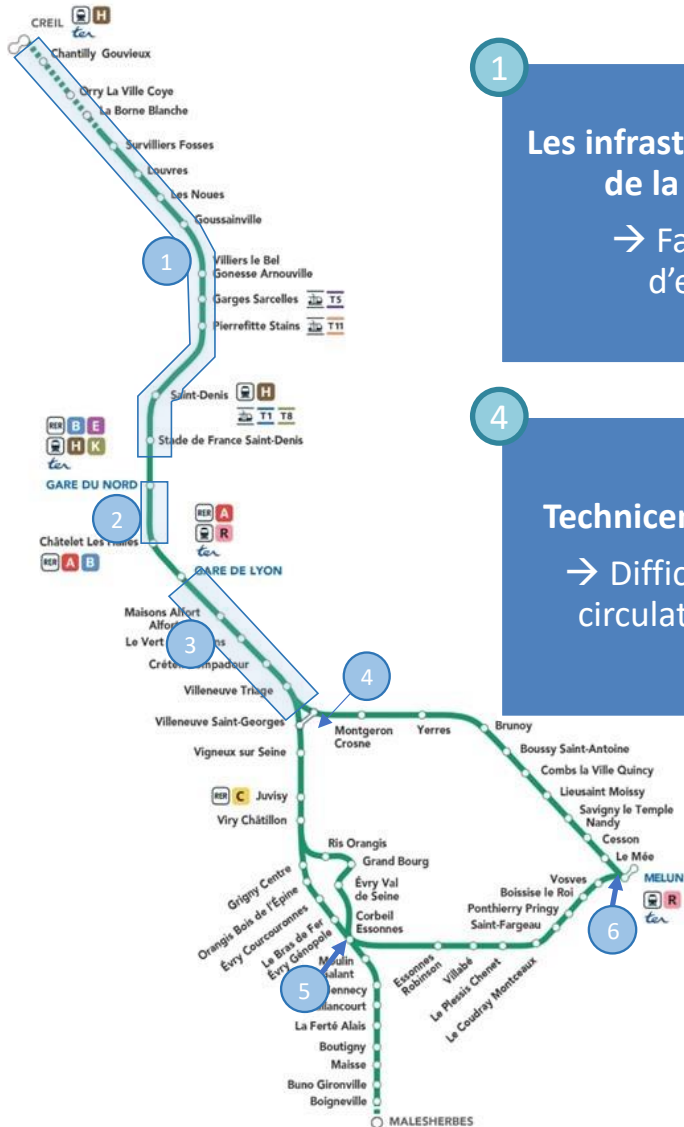 CREIL H
ter
Chantilly Gouvieux
Orry La Ville Coye
La Borne Blanche
Survilliers Fosses
Louvres
Les Noues
Goussainville
1
Villiers le Bel
Gonesse Arnouville
Garges Sarcelles T5
Pierrefitte Stains T11
Saint-Denis H
T1 T8
RER B E
H K
ter
Stade de France Saint-Denis
GARE DU NORD
2
RER A
R
ter
Châtelet Les Halles
RER A B
GARE DE LYON
Maisons Alfort
3
Villeneuve Triage
4
Villeneuve Saint-Georges
Montgeron
Crosne
Yerres
Brunoy
Boussy Saint-Antoine
Combs la Ville Quincy
Lieusaint Moissy
Savigny le Temple
Nandy
Cesson
Le Mée
MELUN
R
ter
6
Vigneux sur Seine
RER C Juvisy
Viry Châtillon
Ris Orangis
Grand Bourg
Grigny Centre
Orangis Bois de l'Épine
Évry Courcouronnes
Le Bras de Fer
Évry Génopole
Évry Val
de Seine
Corbeil
Essonnes
Vosves
Boissise le Roi
Ponthierry Pringy
Saint-Fargeau
Essonnes
Robinson
Villabé
Le Plessis Chenet
Le Coudray Montceaux
5
Moulin
La Ferté Alais
Boutigny
Maisse
Buno Gironville
Boigneville
MALESHERBES
1
Les infrast
de la
→ Fa
d'e
4
Technicen
→ Diffic
circulat